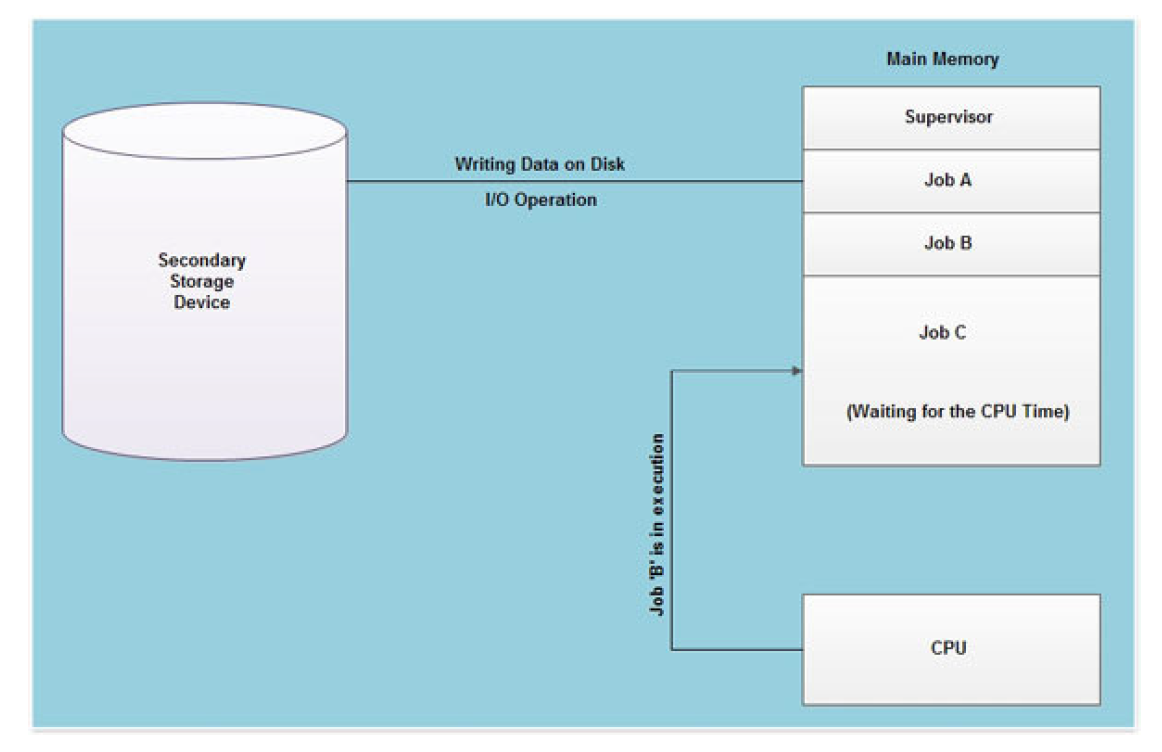 Main Memory
Supervisor
Writing Data on Disk
Job A
I/O Operation
Job B
Secondary
Storage
Device
Job C
(Waiting for the CPU Time)
Job 'B' is in execution
CPU